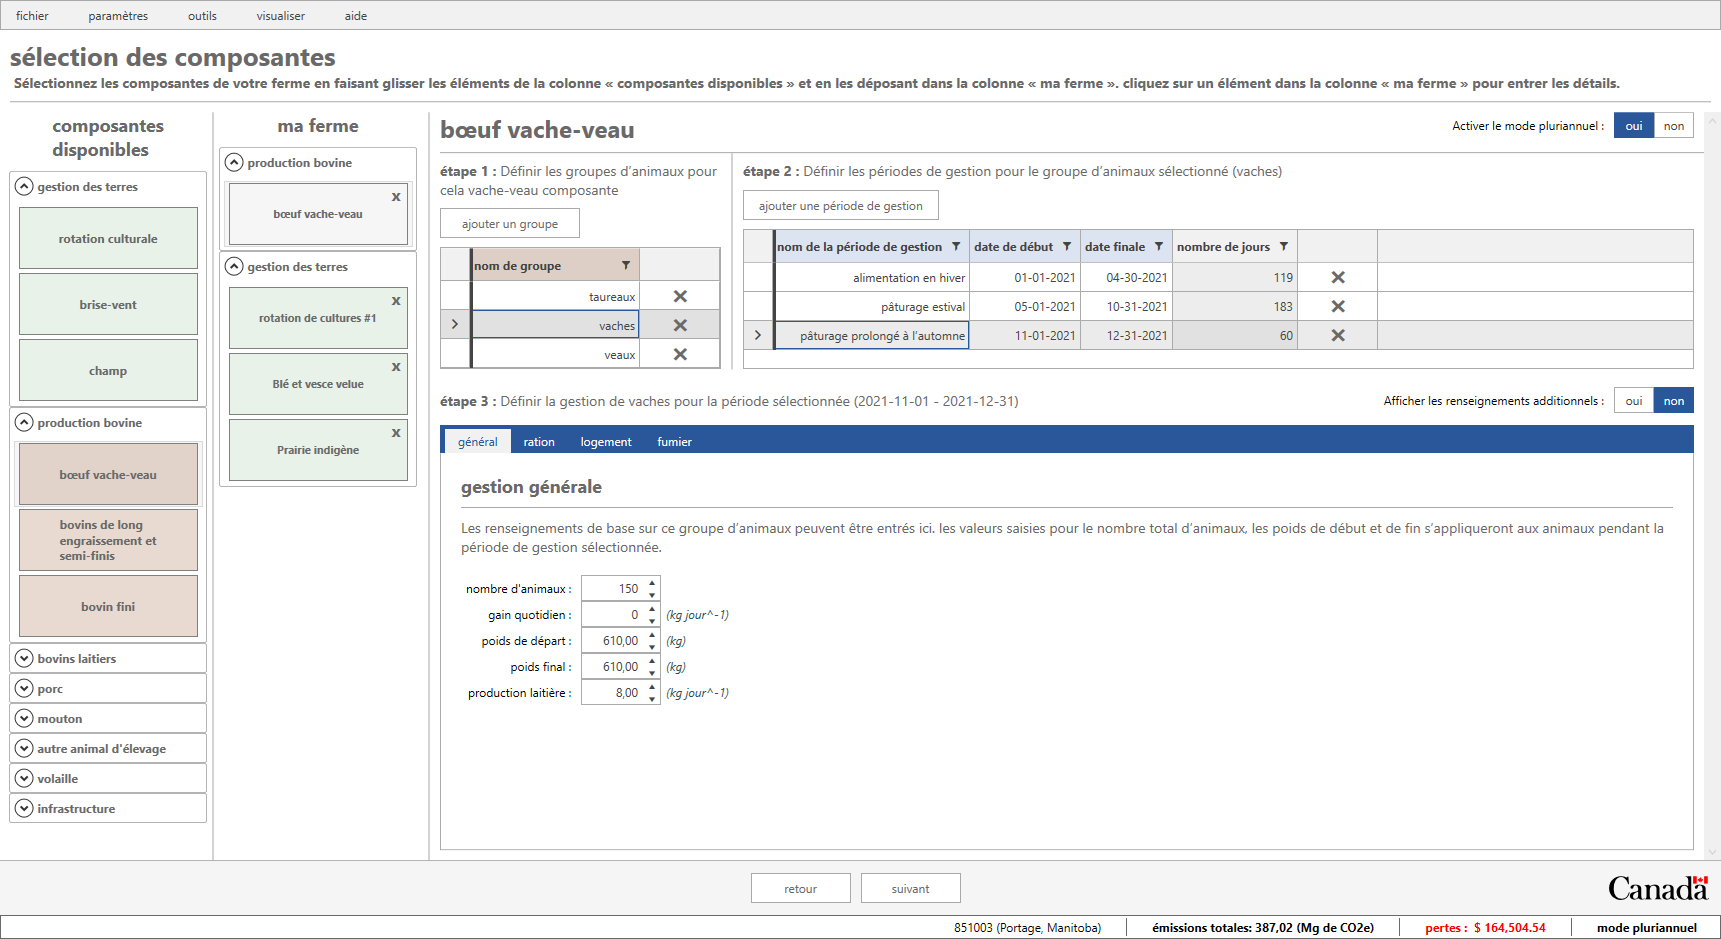 fichier paramètres outils visualiser aide
sélection des composantes
Sélectionnez les composantes de votre ferme en faisant glisser les éléments de la colonne « composantes disponibles » et en les déposant dans la colonne « ma ferme ». cliquez sur un élément dans la colonne « ma ferme » pour entrer les détails.
composantes
disponibles
gestion des terres
rotation culturale
brise-vent
champ
production bovine
bœuf vache-veau
bovins de long
engraissement et
semi-finis
bovin fini
bovins laitiers
porc
mouton
autre animal d'élevage
volaille
infrastructure
ma ferme
production bovine
bœuf vache-veau x
gestion des terres
rotation de cultures #1 x
Blé et vesce velue x
Prairie indigène x
bœuf vache-veau
Activer le mode pluriannuel : oui non
étape 1 : Définir les groupes d'animaux pour
cela vache-veau composante
ajouter un groupe
nom de groupe
taureaux
vaches
veaux
étape 2 : Définir les périodes de gestion pour le groupe d'animaux sélectionné (vaches)
ajouter une période de gestion
nom de la période de gestion date de début date finale nombre de jours
alimentation en hiver 01-01-2021 04-30-2021 119
pâturage estival 05-01-2021 10-31-2021 183
pâturage prolongé à l'automne 11-01-2021 12-31-2021 60
étape 3 : Définir la gestion de vaches pour la période sélectionnée (2021-11-01 - 2021-12-31)
Afficher les renseignements additionnels : oui non
général ration logement fumier
gestion générale
Les renseignements de base sur ce groupe d'animaux peuvent être entrés ici. les valeurs saisies pour le nombre total d'animaux, les poids de début et de fin s'appliqueront aux animaux pendant la
période de gestion sélectionnée.
nombre d'animaux : 150
gain quotidien : 0 (kg jour^-1)
poids de départ : 610,00 (kg)
poids final : 610,00 (kg)
production laitière : 8,00 (kg jour^-1)
retour suivant
Canada
851003 (Portage, Manitoba) émissions totales: 387,02 (Mg de CO2e) pertes : $ 164,504.54 mode pluriannuel